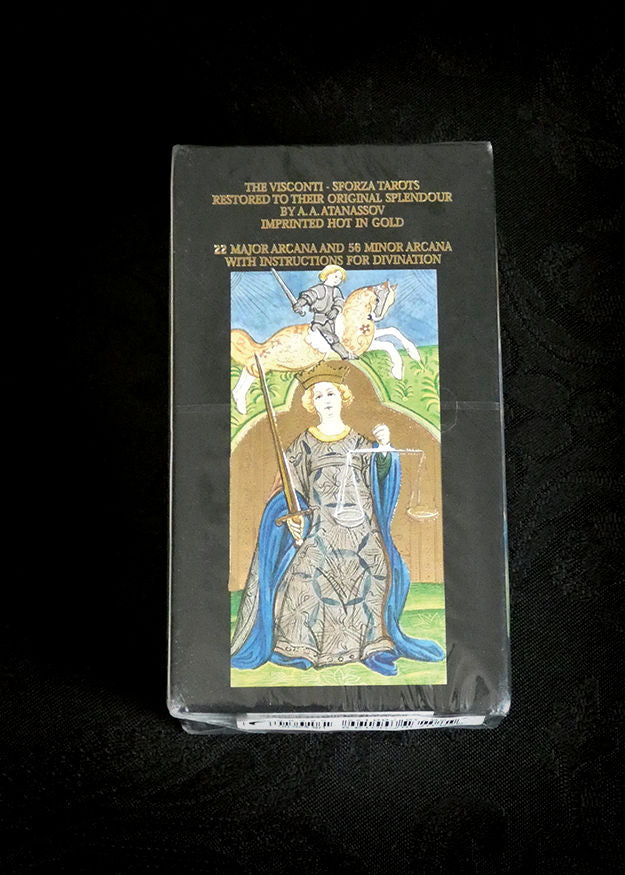 THE VISCONTI - SFORZA TAROTS
RESTORED TO THEIR ORIGINAL SPLENDOUR
BY A. A. ATANASSOV
IMPRINTED HOT IN GOLD
22 MAJOR ARCANA AND 56 MINOR ARCANA
WITH INSTRUCTIONS FOR DIVINATION